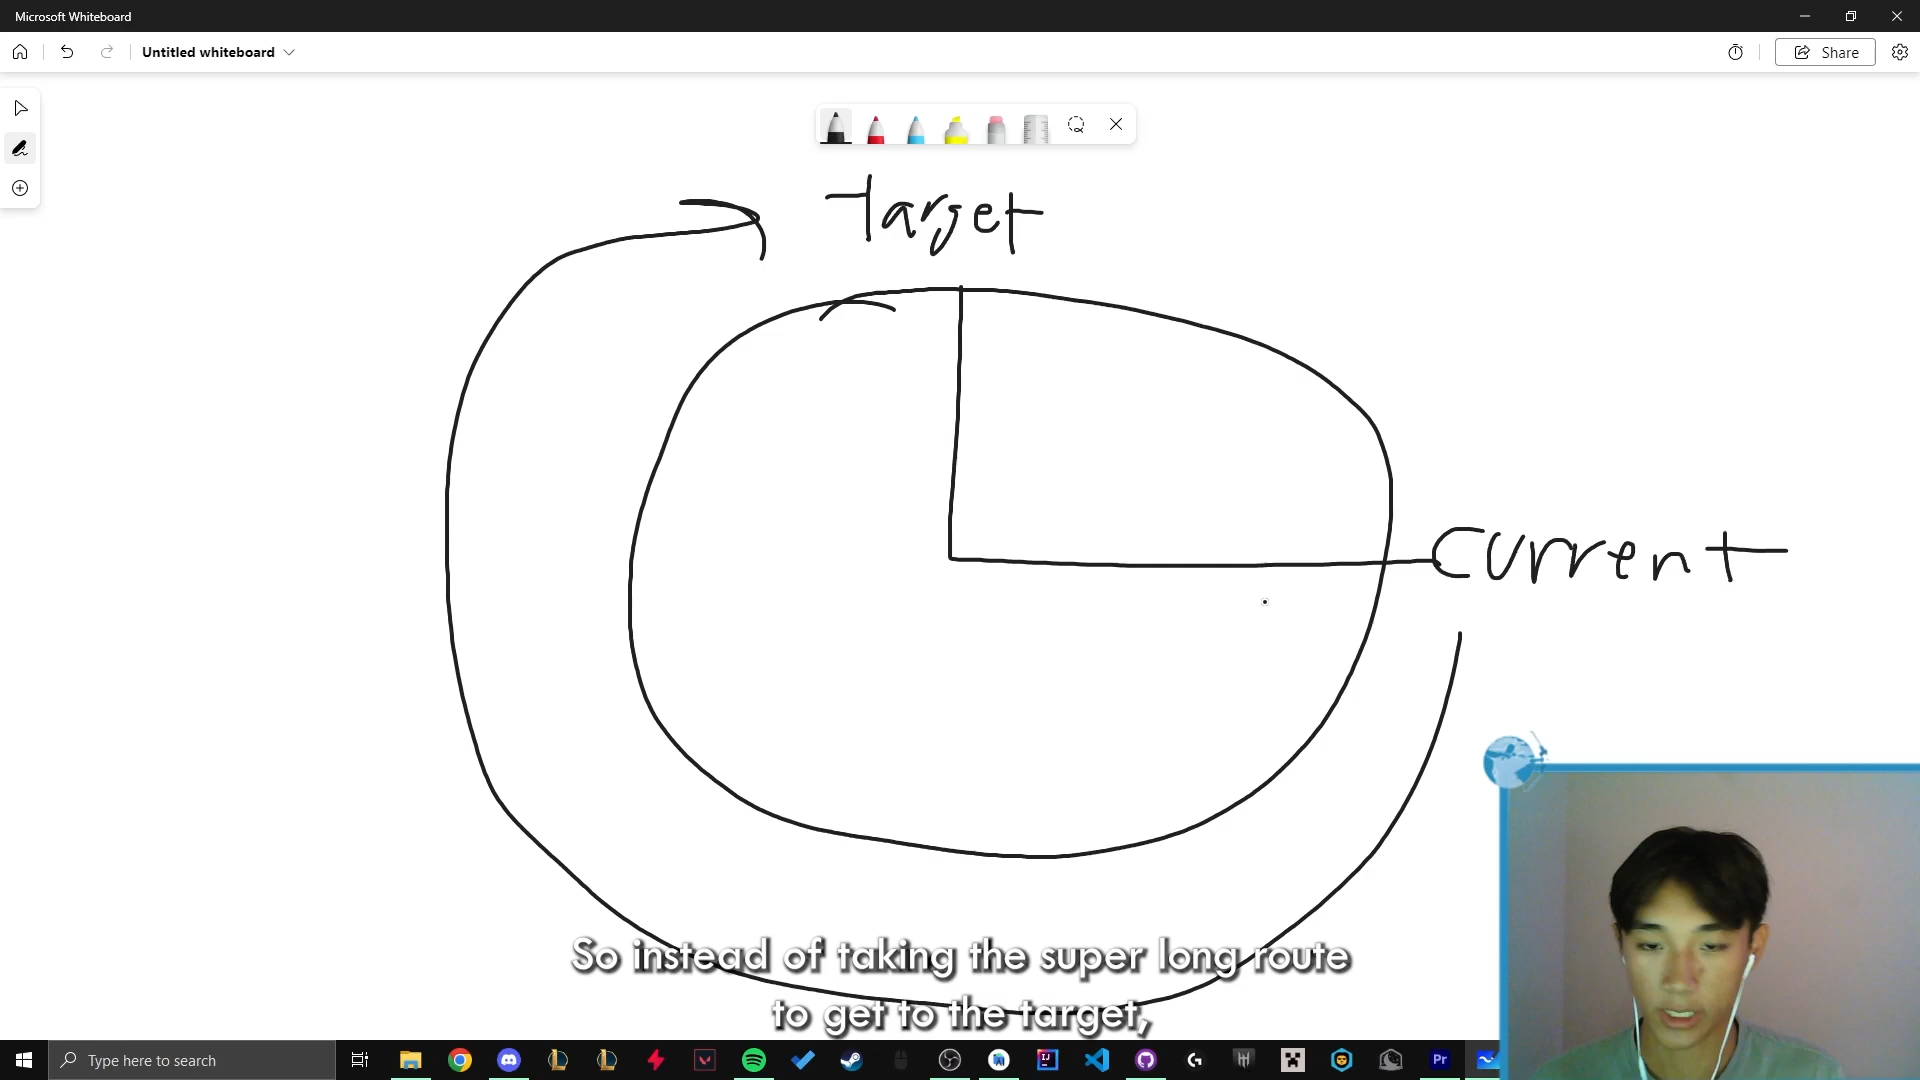 Microsoft Whiteboard
Untitled whiteboard
Share
Target
Current
So instead of taking the super long route
to get to the target,
Type here to search
Pr